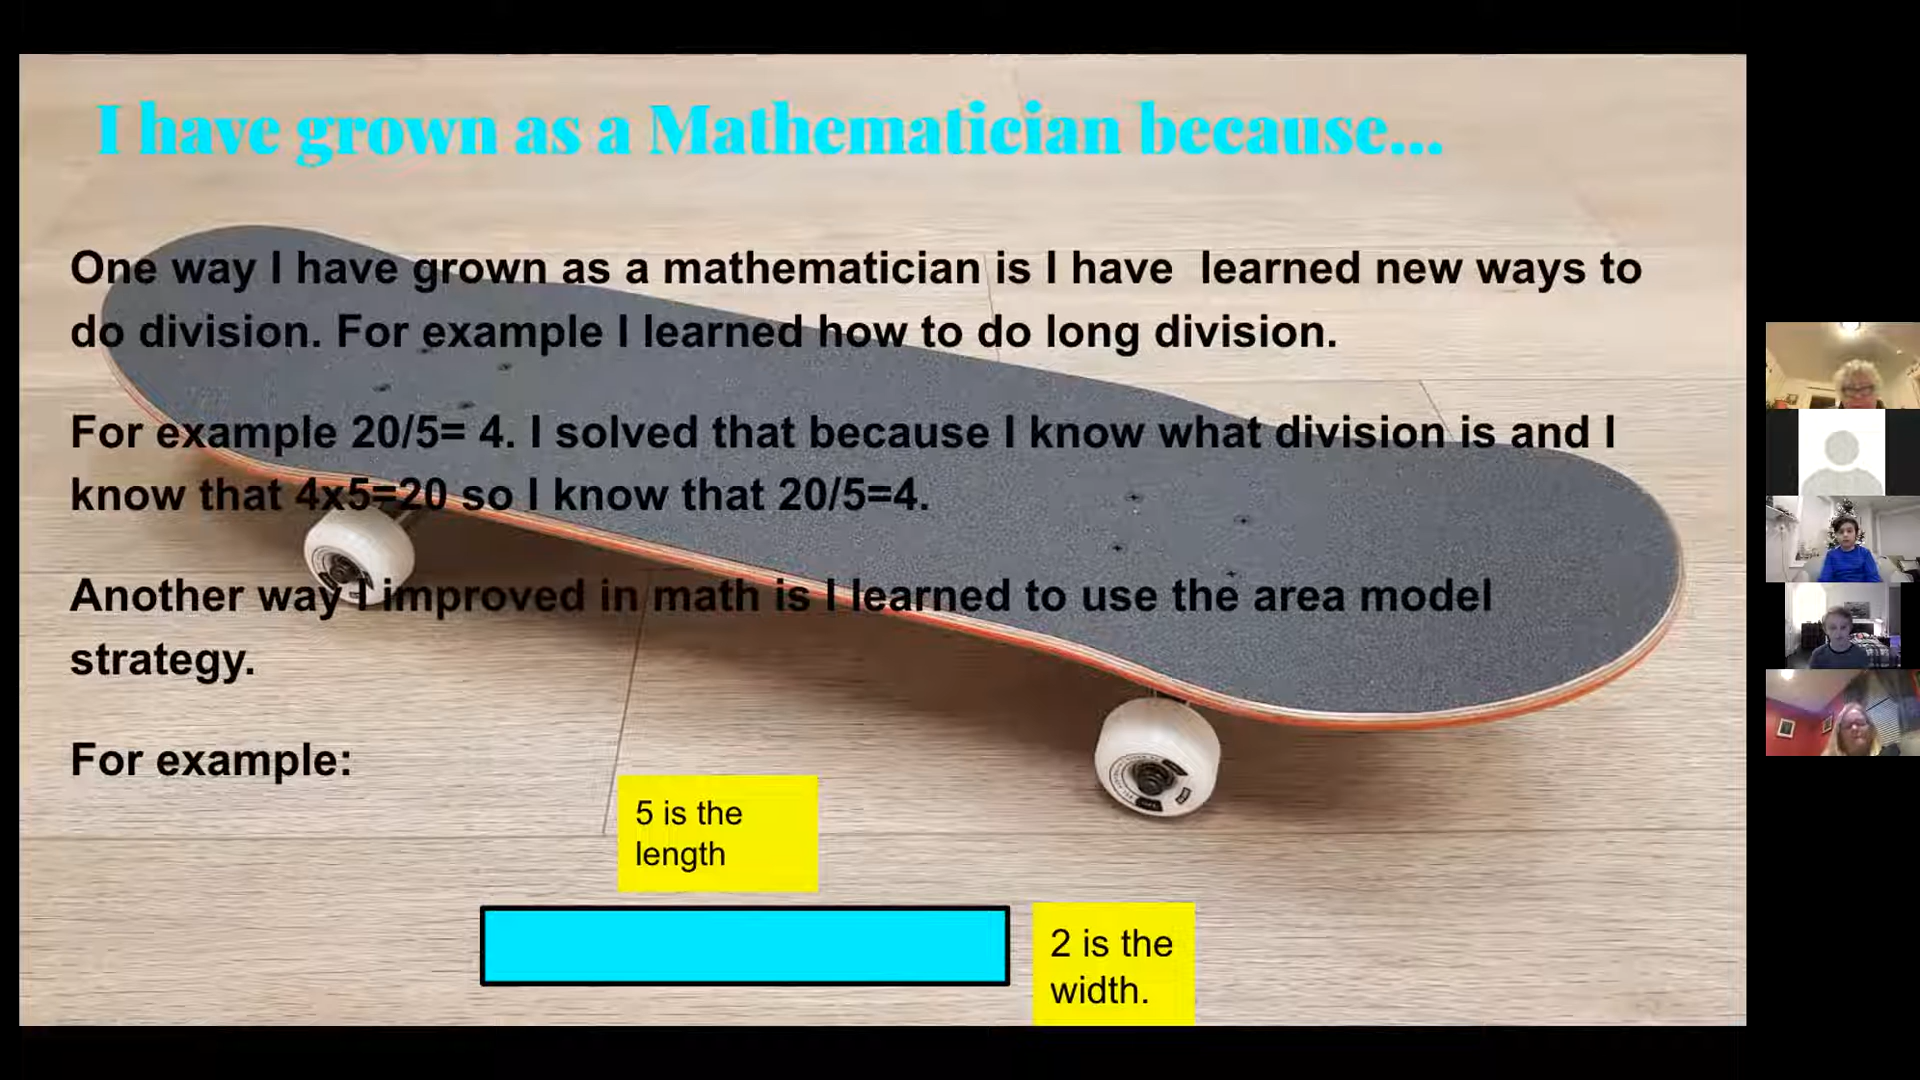 I have grown as a Mathematician because...
One way I have grown as a mathematician is I have learned new ways to
do division. For example I learned how to do long division.
For example 20/5= 4. I solved that because I know what division is and I
know that 4x5=20 so I know that 20/5=4.
Another way I improved in math is I learned to use the area model
strategy.
For example:
5 is the
length
2 is the
width.